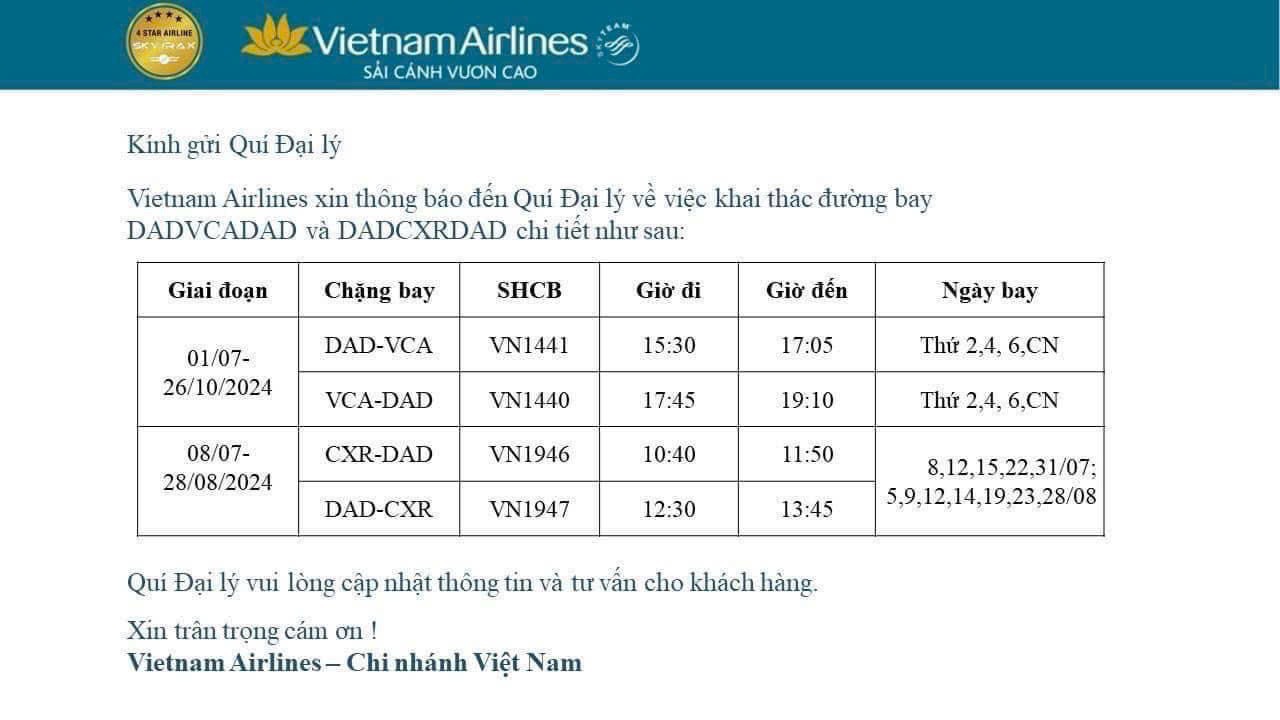 4 STAR AIRLINE
SKYTRAX
Vietnam Airlines
SKYTEAM
SẢI CÁNH VƯƠN CAO
Kính gửi Quí Đại lý
Vietnam Airlines xin thông báo đến Quí Đại lý về việc khai thác đường bay
DADVCADAD và DADCXRDAD chi tiết như sau:
Giai đoạn Chặng bay SHCB Giờ đi Giờ đến Ngày bay
01/07-
26/10/2024
DAD-VCA VN1441 15:30 17:05 Thứ 2,4, 6,CN
VCA-DAD VN1440 17:45 19:10 Thứ 2,4, 6,CN
08/07-
28/08/2024
CXR-DAD VN1946 10:40 11:50
DAD-CXR VN1947 12:30 13:45
8,12,15,22,31/07;
5,9,12,14,19,23,28/08
Quí Đại lý vui lòng cập nhật thông tin và tư vấn cho khách hàng.
Xin trân trọng cám ơn !
Vietnam Airlines – Chi nhánh Việt Nam